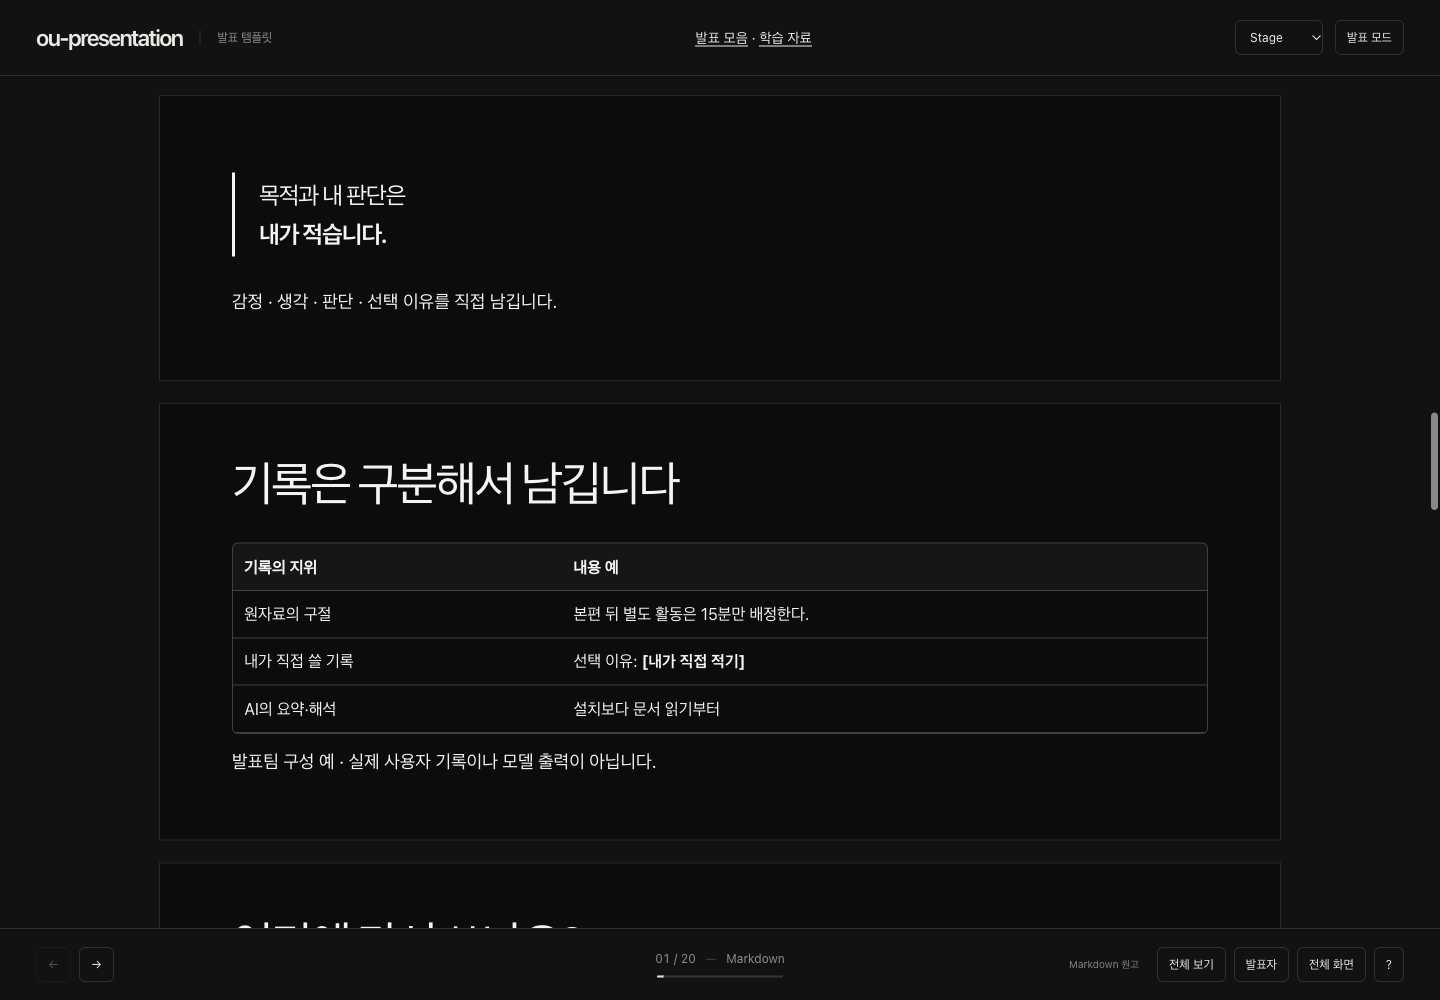 ou-presentation
발표 템플릿
발표 모음 · 학습 자료
Stage
발표 모드
목적과 내 판단은
내가 적습니다.
감정 · 생각 · 판단 · 선택 이유를 직접 남깁니다.
기록은 구분해서 남깁니다
기록의 지위 내용 예
원자료의 구절 본편 뒤 별도 활동은 15분만 배정한다.
내가 직접 쓸 기록 선택 이유: [내가 직접 적기]
AI의 요약·해석 설치보다 문서 읽기부터
발표팀 구성 예 · 실제 사용자 기록이나 모델 출력이 아닙니다.
←
→
01 / 20 — Markdown
Markdown 원고
전체 보기
발표자
전체 화면
?